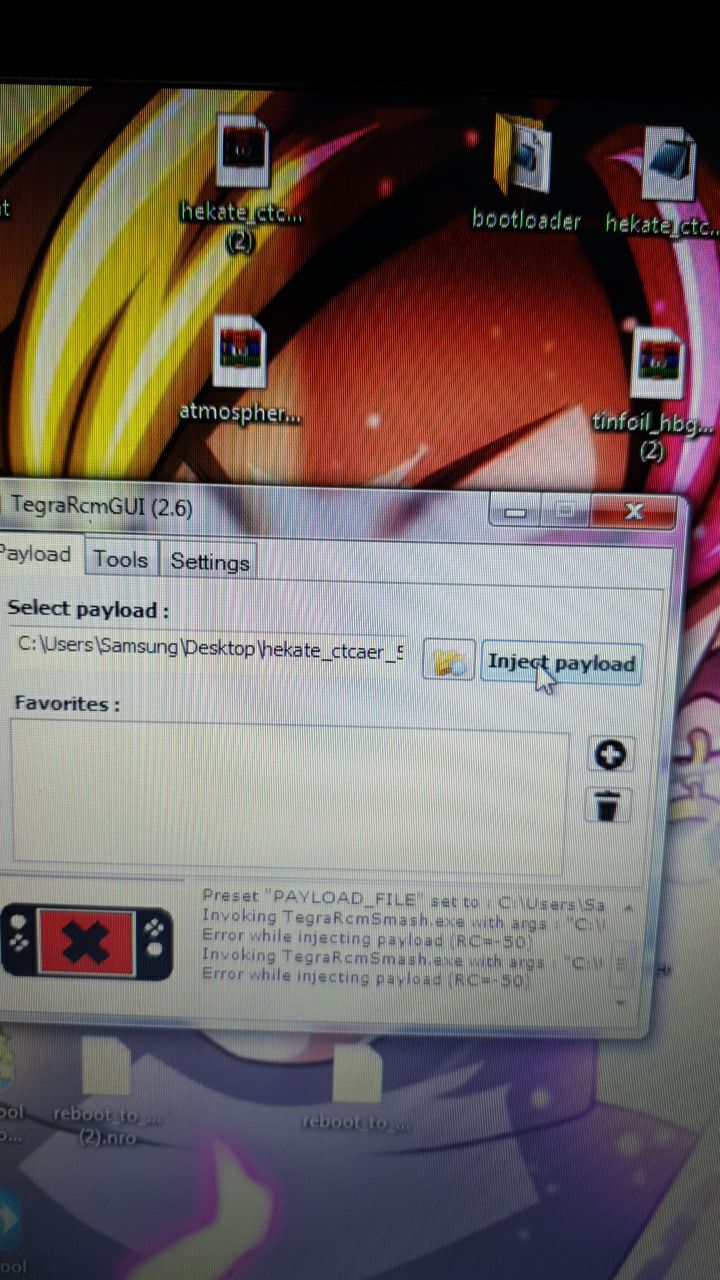 hekate_ctc...
(2)
bootloader
hekate_ctc...
atmospher...
tinfoil_hbg...
(2)
TegraRcmGUI (2.6)
Payload
Tools
Settings
Select payload :
C:\Users\Samsung\Desktop\hekate_ctcaer_5
Inject payload
Favorites :
Preset "PAYLOAD_FILE" set to : C:\Users\Sa
Invoking TegraRcmSmash.exe with args : "C:\
Error while injecting payload (RC=-50)
Invoking TegraRcmSmash.exe with args : "C:\
Error while injecting payload (RC=-50)
reboot_to_...
(2).nro
reboot_to_...
ool
ool